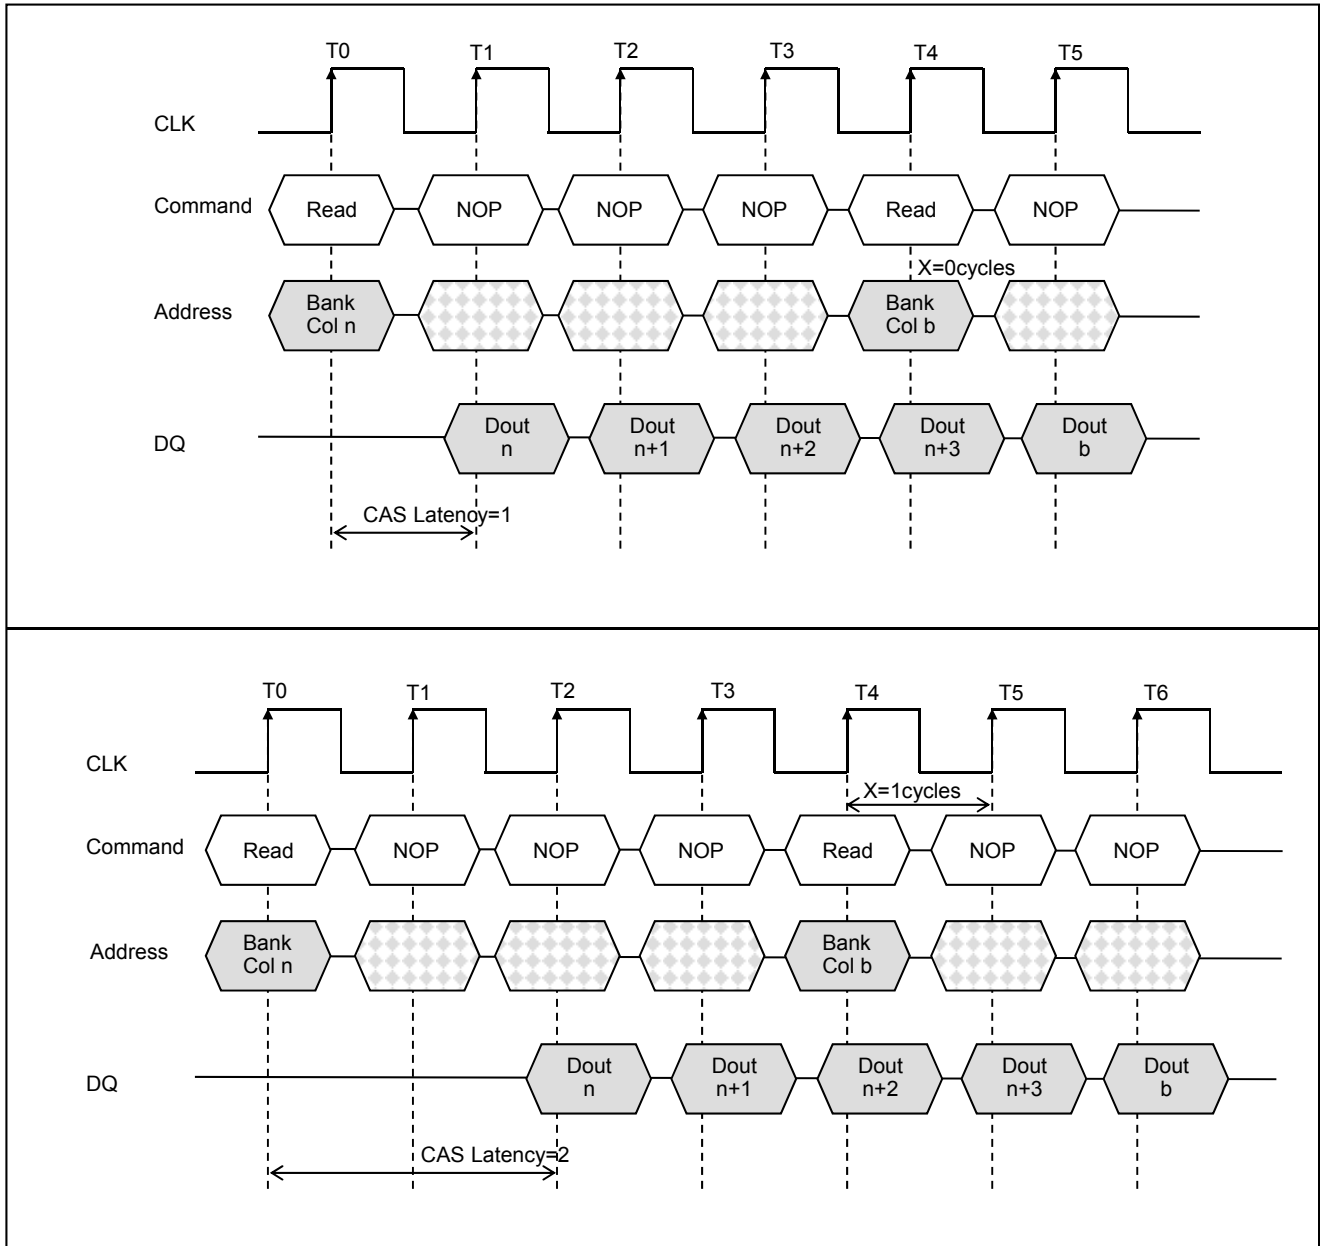 T0 T1 T2 T3 T4 T5
CLK
Command Read NOP NOP NOP Read NOP
X=0cycles
Address Bank Col n Bank Col b
DQ Dout n Dout n+1 Dout n+2 Dout n+3 Dout b
CAS Latency=1
T0 T1 T2 T3 T4 T5 T6
CLK
X=1cycles
Command Read NOP NOP NOP Read NOP NOP
Address Bank Col n Bank Col b
DQ Dout n Dout n+1 Dout n+2 Dout n+3 Dout b
CAS Latency=2